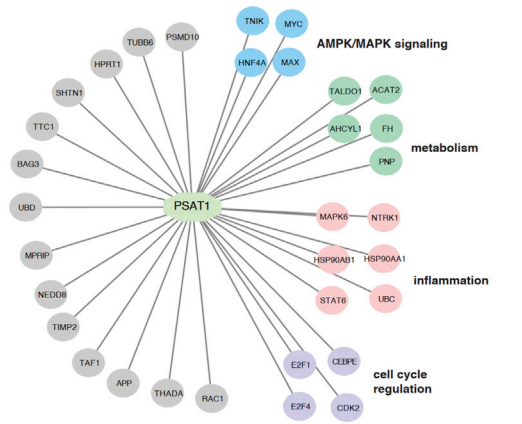 TNIK
MYC
PSMD10
TUBB6
AMPK/MAPK signaling
HPRT1
HNF4A
MAX
SHTN1
TALDO1
ACAT2
TTC1
AHCYL1
FH
metabolism
BAG3
PNP
UBD
PSAT1
MAPK6
NTRK1
MPRIP
HSP90AB1
HSP90AA1
inflammation
NEDD8
STAT6
UBC
TIMP2
TAF1
E2F1
CEBPE
cell cycle
regulation
APP
THADA
RAC1
E2F4
CDK2